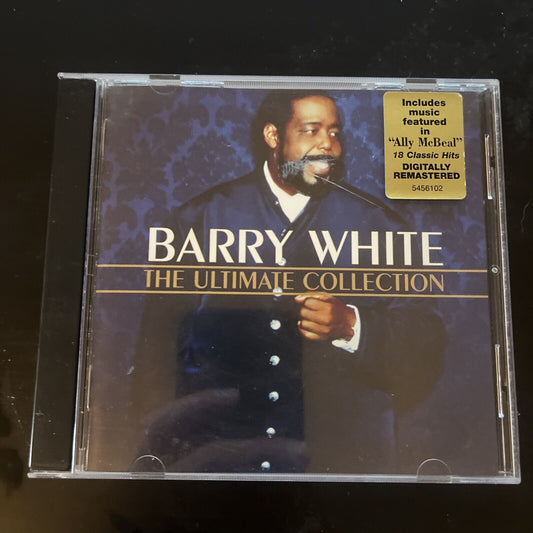 Includes
music
featured
in
"Ally McBeal"
18 Classic Hits
DIGITALLY
REMASTERED
5456102
BARRY WHITE
THE ULTIMATE COLLECTION